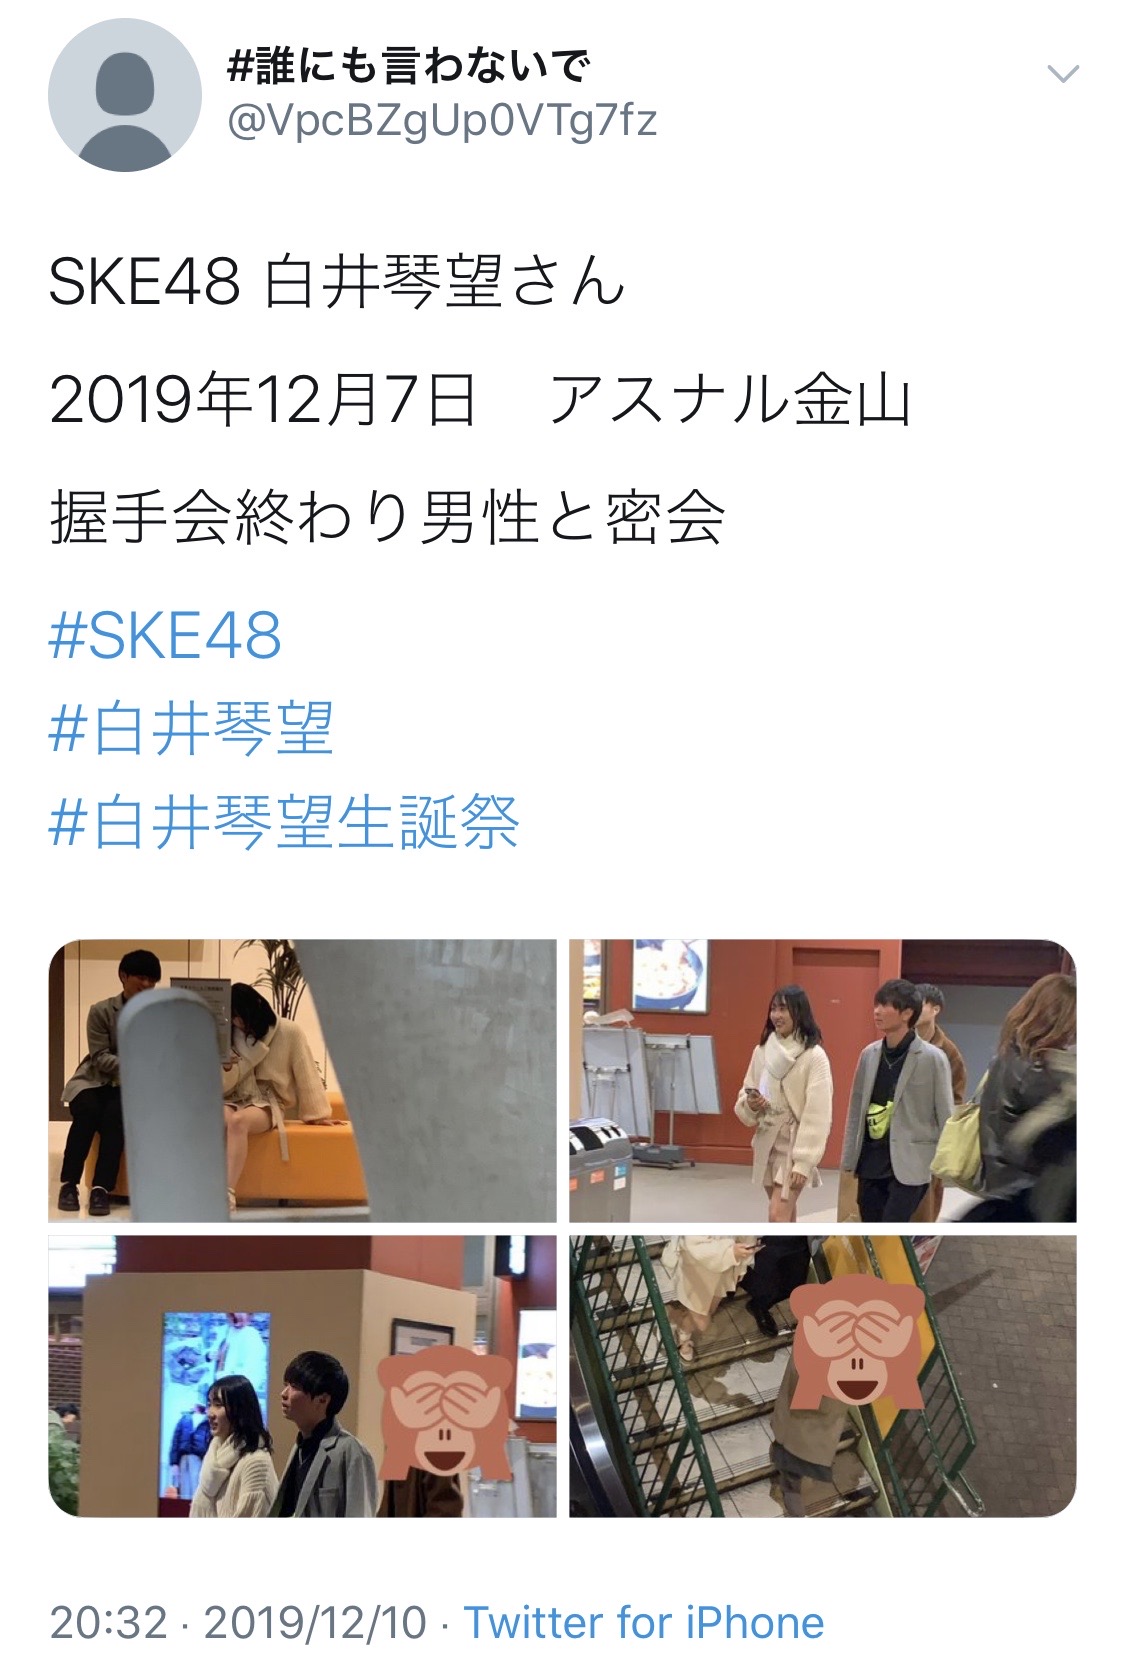 #誰にも言わないで
@VpcBZgUp0VTg7fz
SKE48 白井琴望さん
2019年12月7日　アスナル金山
握手会終わり男性と密会
#SKE48
#白井琴望
#白井琴望生誕祭
20:32 · 2019/12/10 · Twitter for iPhone